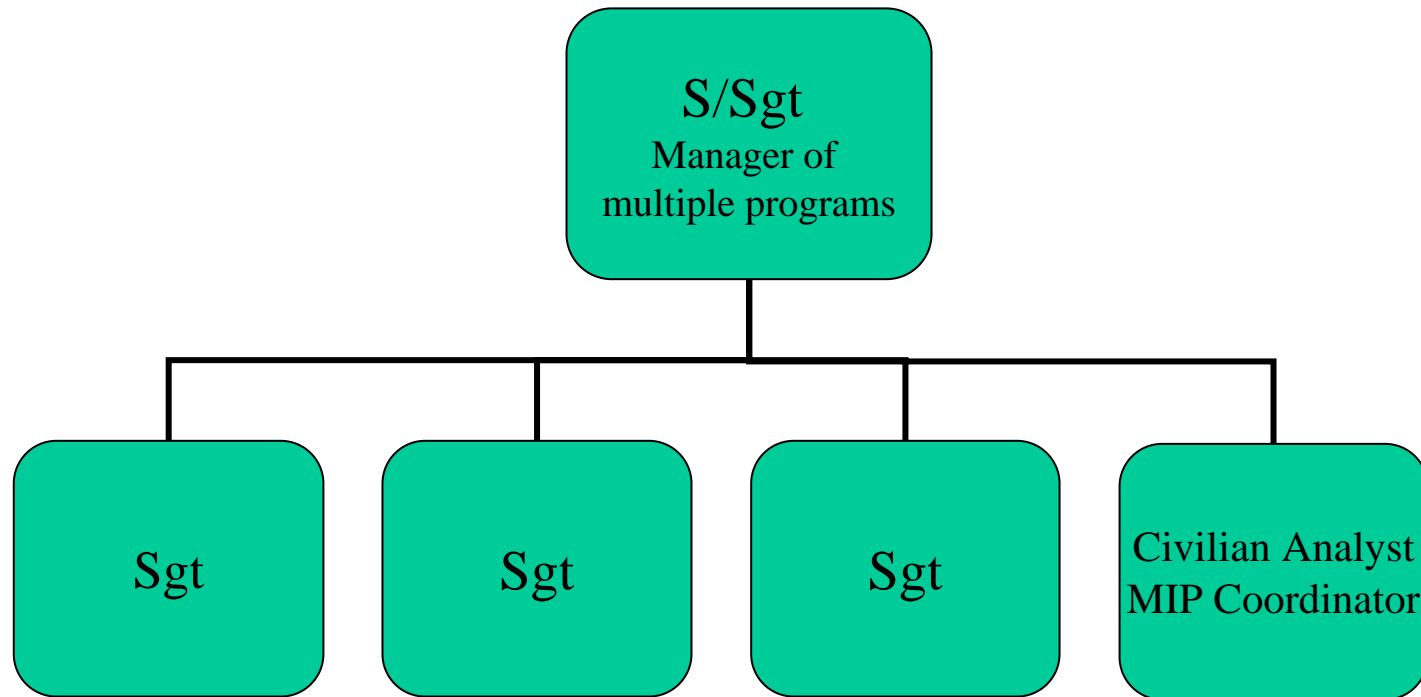 S/Sgt
Manager of
multiple programs
Sgt
Sgt
Sgt
Civilian Analyst
MIP Coordinator